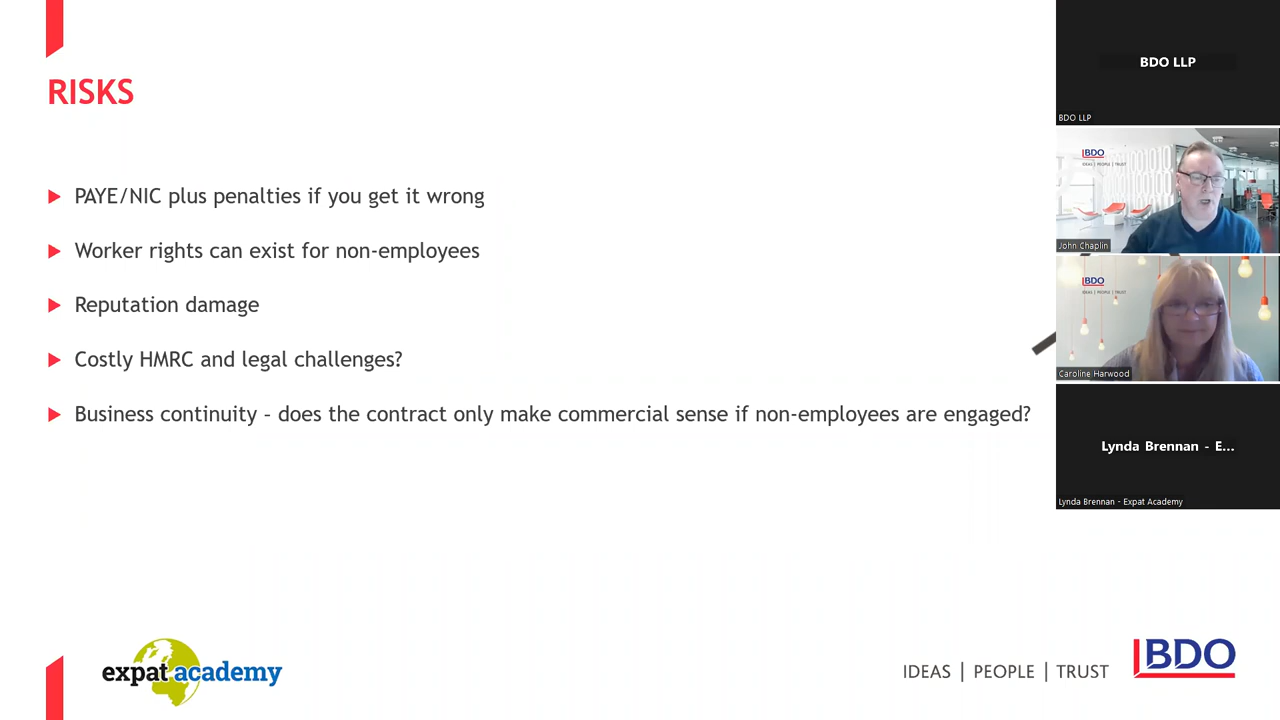 RISKS
PAYE/NIC plus penalties if you get it wrong
Worker rights can exist for non-employees
Reputation damage
Costly HMRC and legal challenges?
Business continuity – does the contract only make commercial sense if non-employees are engaged?
expat academy
IDEAS | PEOPLE | TRUST
BDO
BDO LLP
BDO LLP
BDO
IDEAS | PEOPLE | TRUST
John Chaplin
BDO
IDEAS | PEOPLE | TRUST
Caroline Harwood
Lynda Brennan - E...
Lynda Brennan - Expat Academy